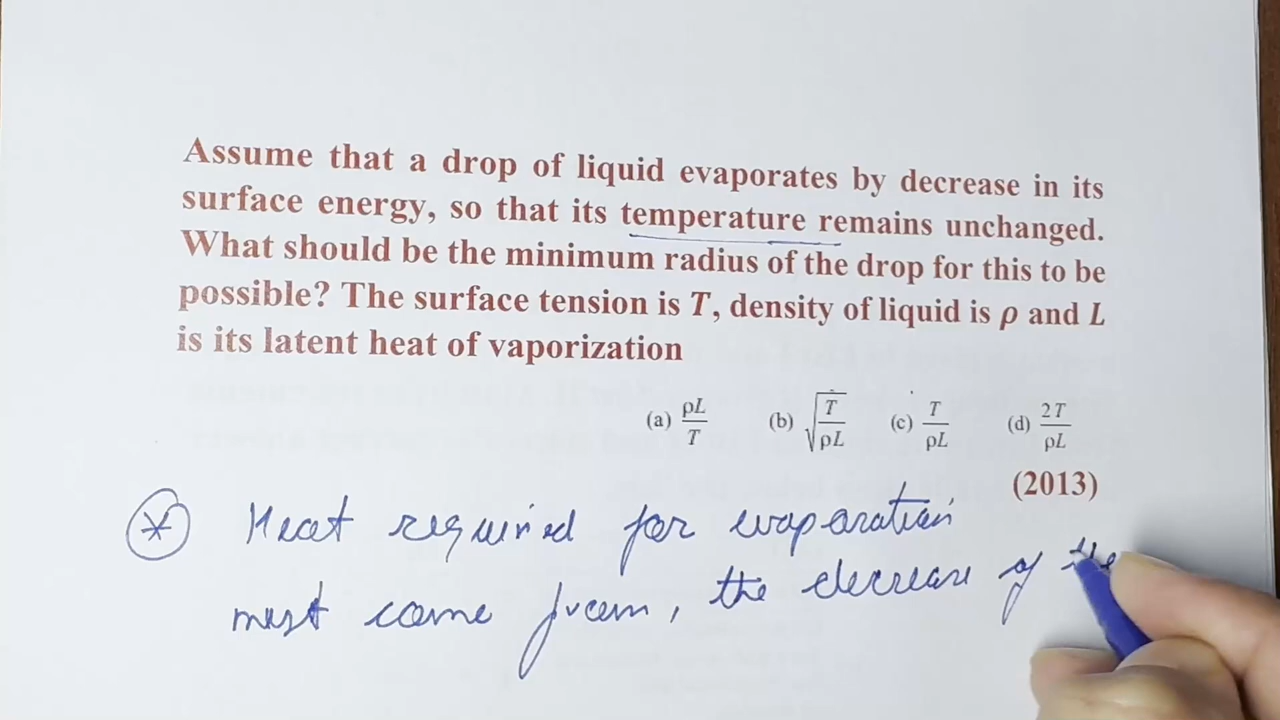 Assume that a drop of liquid evaporates by decrease in its
surface energy, so that its temperature remains unchanged.
What should be the minimum radius of the drop for this to be
possible? The surface tension is T, density of liquid is ρ and L
is its latent heat of vaporization
(a) ρL/T (b) √(T/ρL) (c) T/ρL (d) 2T/ρL
(2013)
* Heat required for evaporation
must come from, the decrease of the